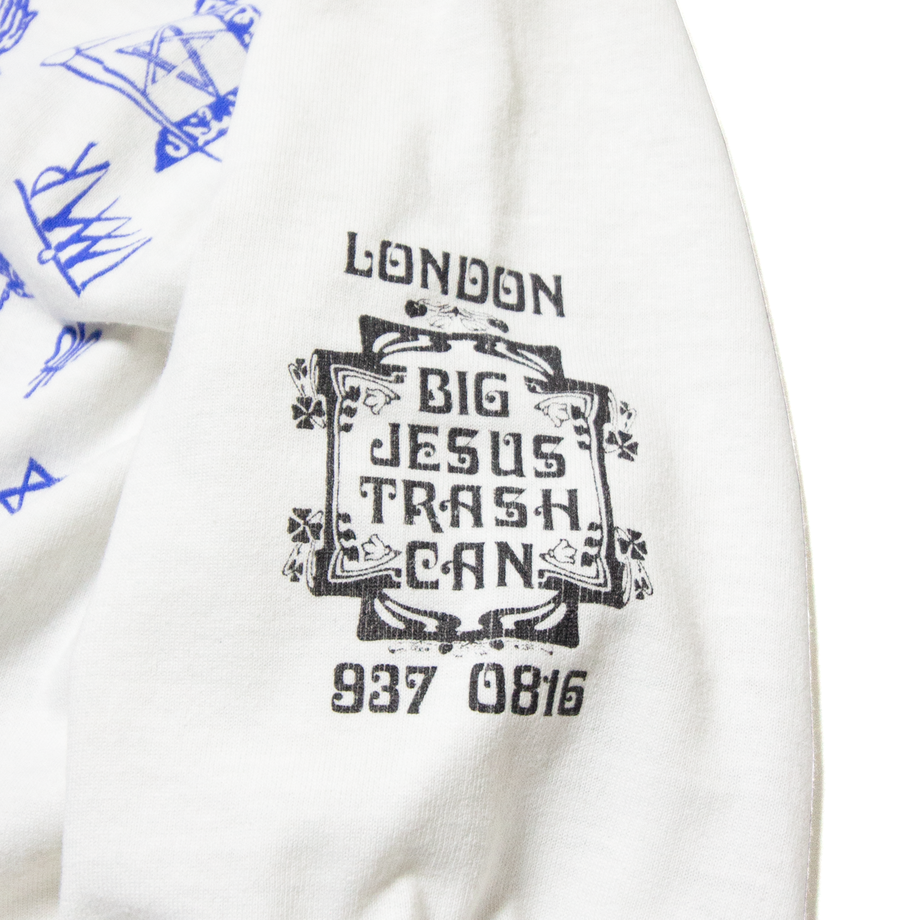 LONDON
BIG
JESUS
TRASH
CAN
937 0816